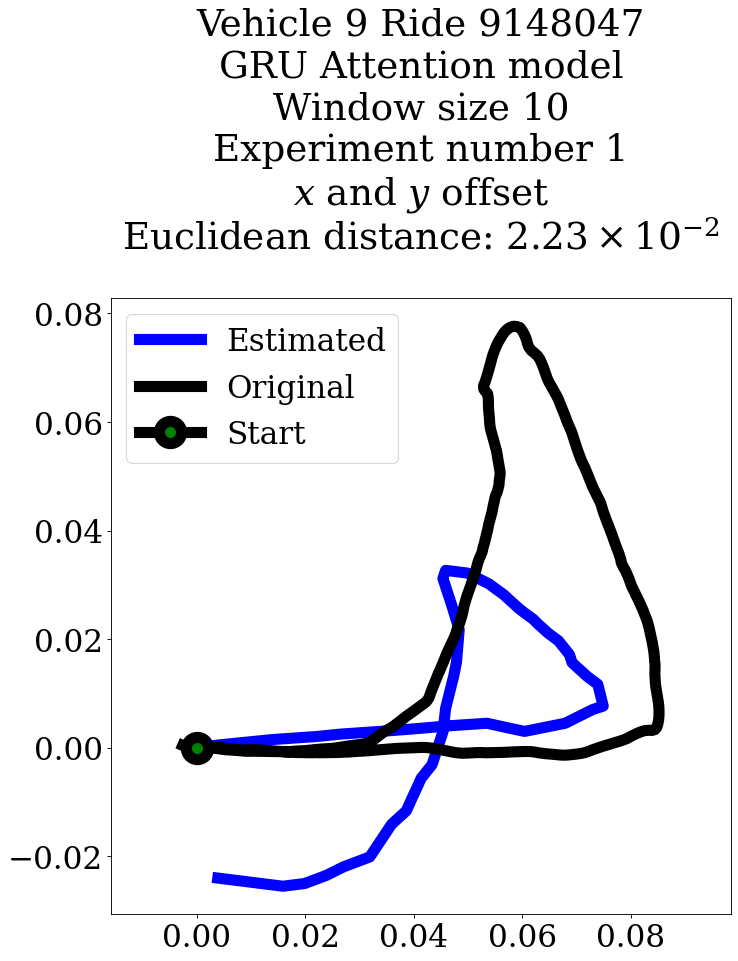 Vehicle 9 Ride 9148047
GRU Attention model
Window size 10
Experiment number 1
x and y offset
Euclidean distance: 2.23 × 10⁻²
Estimated
Original
Start
0.08
0.06
0.04
0.02
0.00
−0.02
0.00 0.02 0.04 0.06 0.08